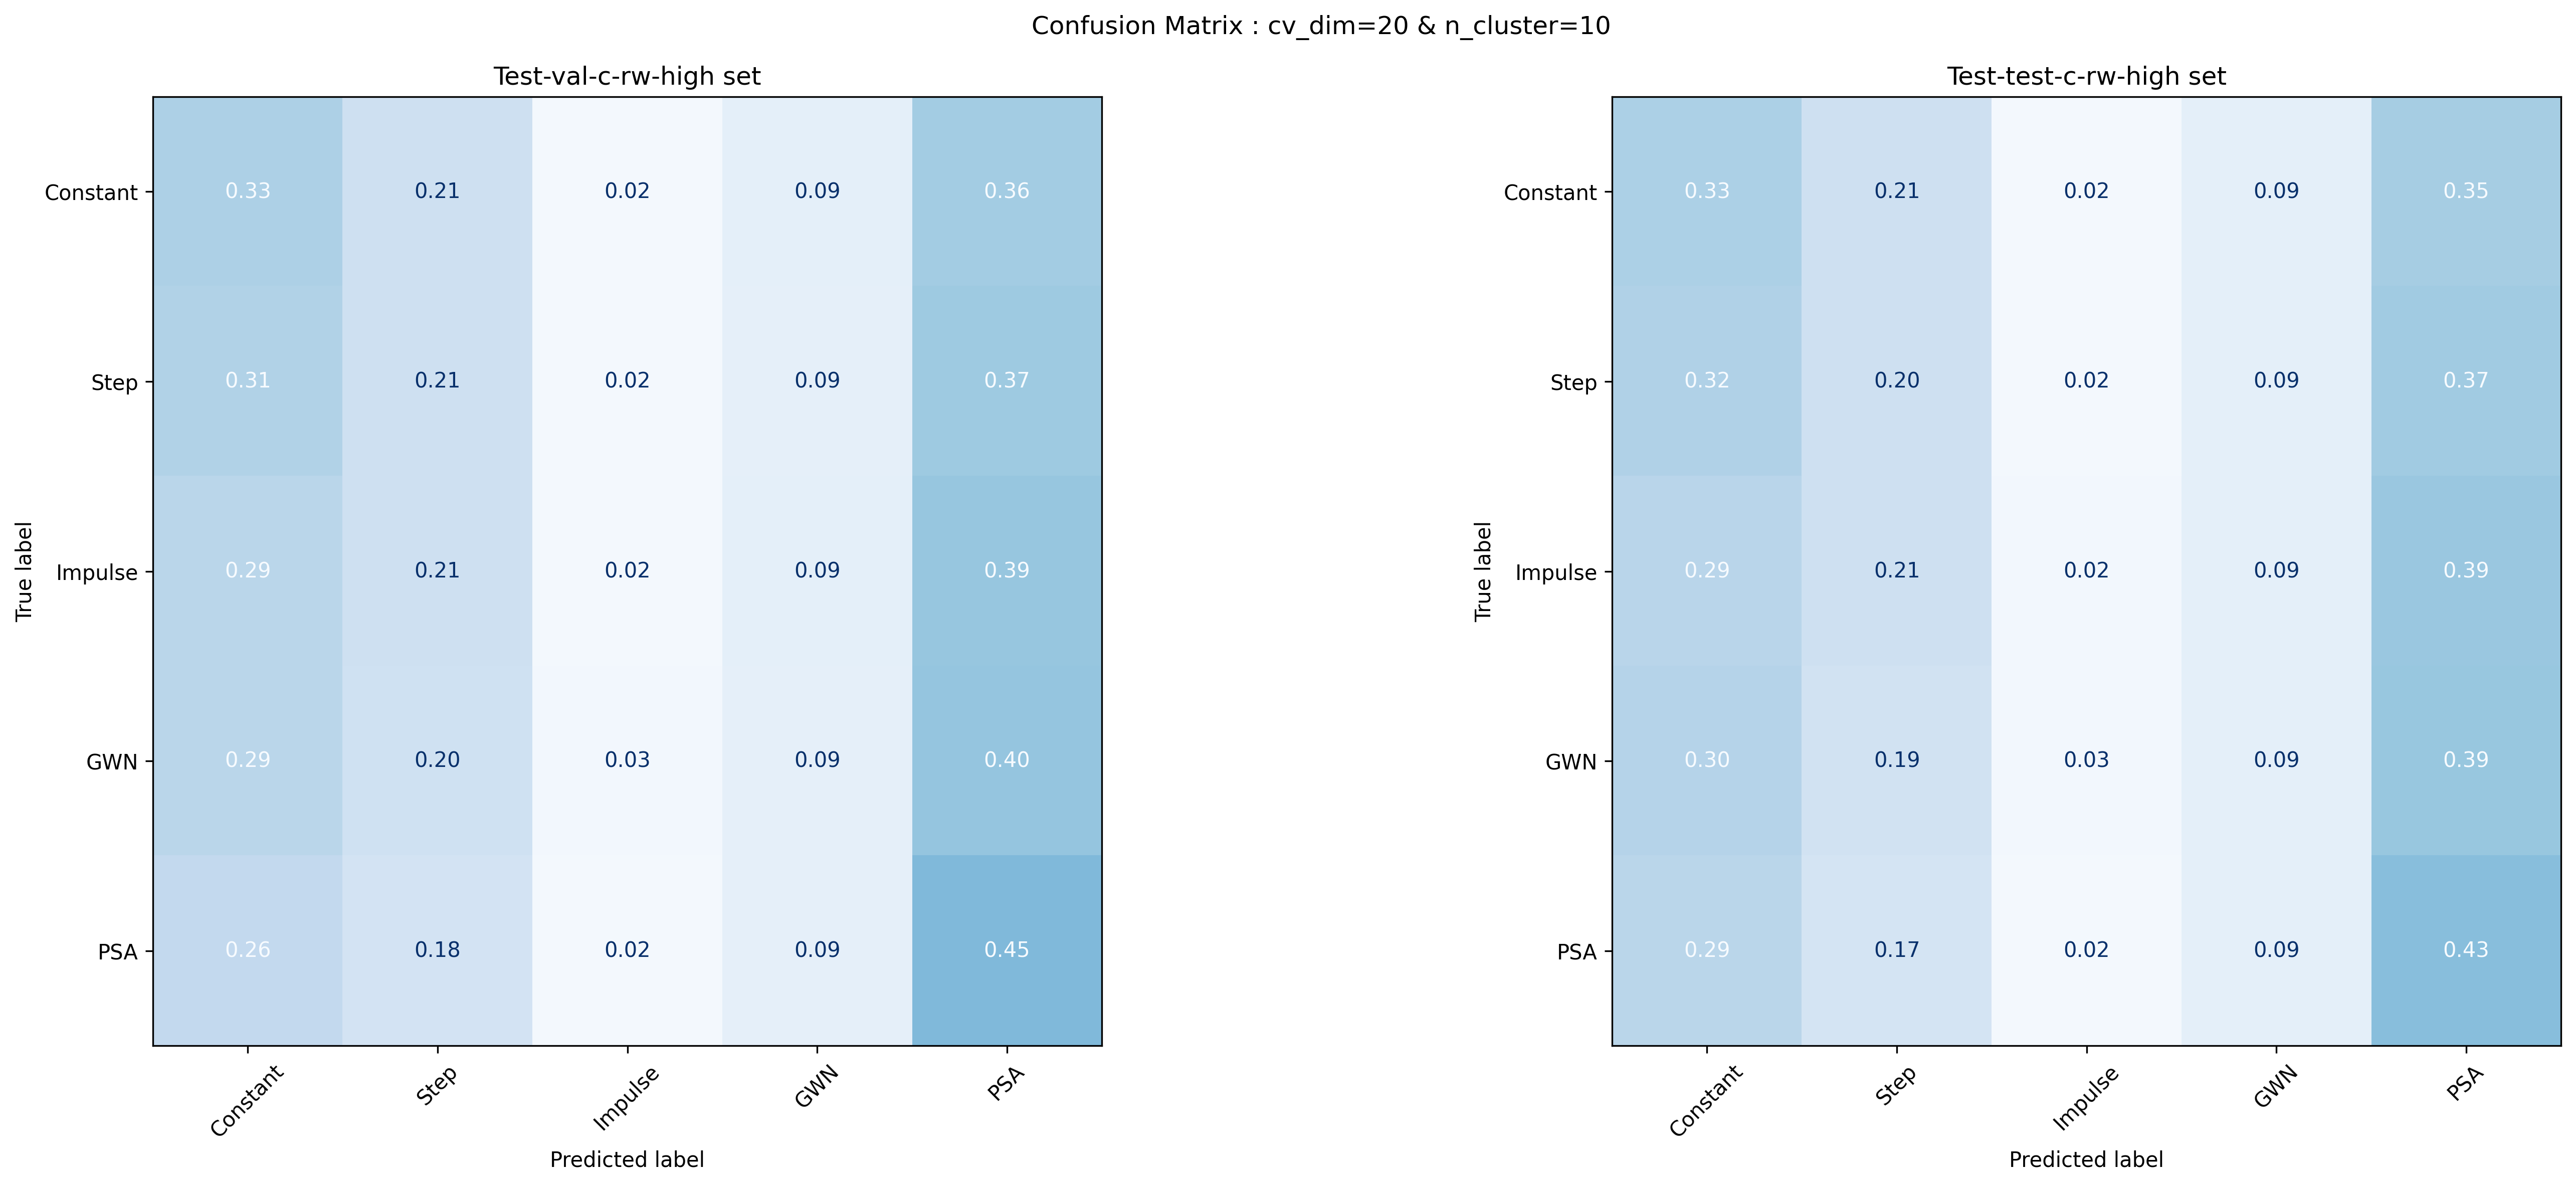 Confusion Matrix : cv_dim=20 & n_cluster=10
Test-val-c-rw-high set
True label
Constant 0.33 0.21 0.02 0.09 0.36
Step 0.31 0.21 0.02 0.09 0.37
Impulse 0.29 0.21 0.02 0.09 0.39
GWN 0.29 0.20 0.03 0.09 0.40
PSA 0.26 0.18 0.02 0.09 0.45
Constant Step Impulse GWN PSA
Predicted label
Test-test-c-rw-high set
True label
Constant 0.33 0.21 0.02 0.09 0.35
Step 0.32 0.20 0.02 0.09 0.37
Impulse 0.29 0.21 0.02 0.09 0.39
GWN 0.30 0.19 0.03 0.09 0.39
PSA 0.29 0.17 0.02 0.09 0.43
Constant Step Impulse GWN PSA
Predicted label